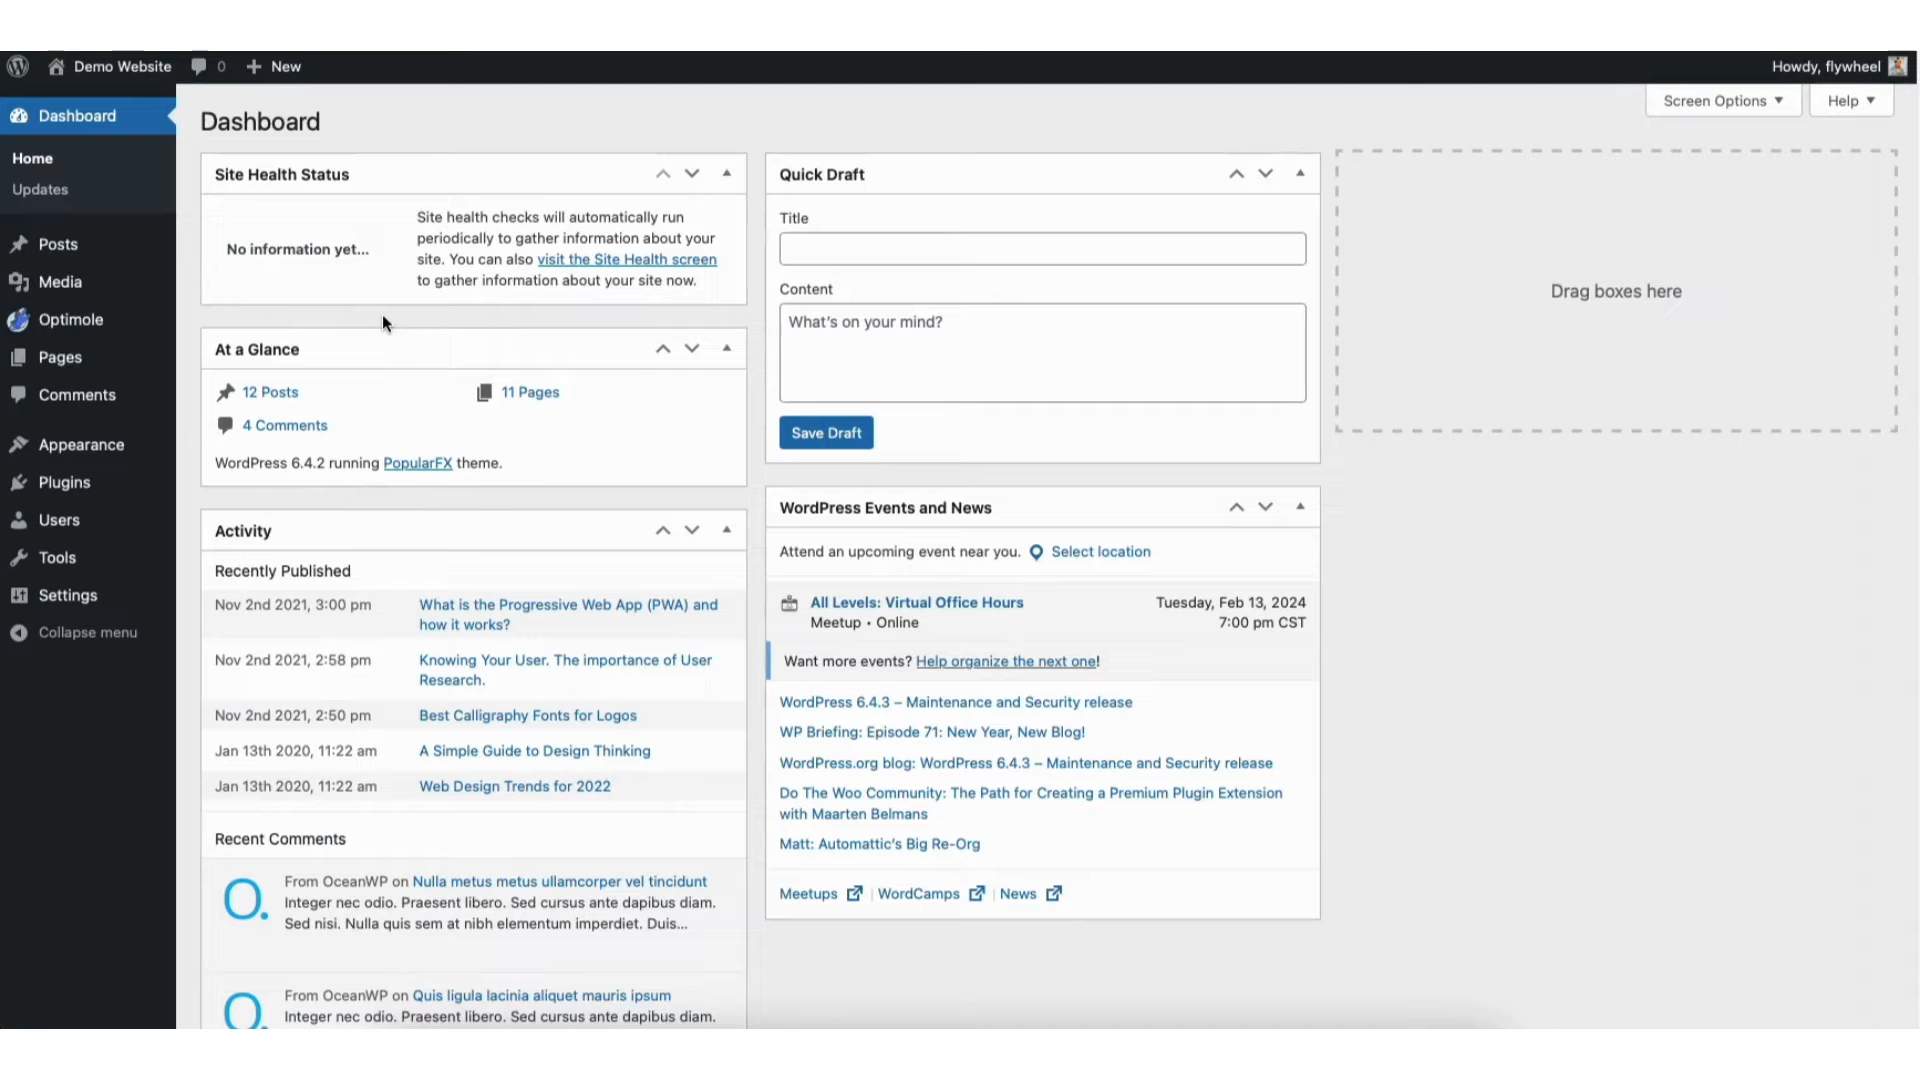 Demo Website 0 New Howdy, flywheel
Dashboard
Home
Updates
Posts
Media
Optimole
Pages
Comments
Appearance
Plugins
Users
Tools
Settings
Collapse menu
Screen Options Help
Dashboard
Site Health Status
No information yet...
Site health checks will automatically run
periodically to gather information about your
site. You can also visit the Site Health screen
to gather information about your site now.
At a Glance
12 Posts 11 Pages
4 Comments
WordPress 6.4.2 running PopularFX theme.
Activity
Recently Published
Nov 2nd 2021, 3:00 pm What is the Progressive Web App (PWA) and
how it works?
Nov 2nd 2021, 2:58 pm Knowing Your User. The importance of User
Research.
Nov 2nd 2021, 2:50 pm Best Calligraphy Fonts for Logos
Jan 13th 2020, 11:22 am A Simple Guide to Design Thinking
Jan 13th 2020, 11:22 am Web Design Trends for 2022
Recent Comments
O.
From OceanWP on Nulla metus metus ullamcorper vel tincidunt
Integer nec odio. Praesent libero. Sed cursus ante dapibus diam.
Sed nisi. Nulla quis sem at nibh elementum imperdiet. Duis...
O.
From OceanWP on Quis ligula lacinia aliquet mauris ipsum
Integer nec odio. Praesent libero. Sed cursus ante dapibus diam.
Quick Draft
Title
Content
What's on your mind?
Save Draft
WordPress Events and News
Attend an upcoming event near you. Select location
All Levels: Virtual Office Hours Tuesday, Feb 13, 2024
Meetup • Online 7:00 pm CST
Want more events? Help organize the next one!
WordPress 6.4.3 – Maintenance and Security release
WP Briefing: Episode 71: New Year, New Blog!
WordPress.org blog: WordPress 6.4.3 – Maintenance and Security release
Do The Woo Community: The Path for Creating a Premium Plugin Extension
with Maarten Belmans
Matt: Automattic's Big Re-Org
Meetups | WordCamps | News
Drag boxes here